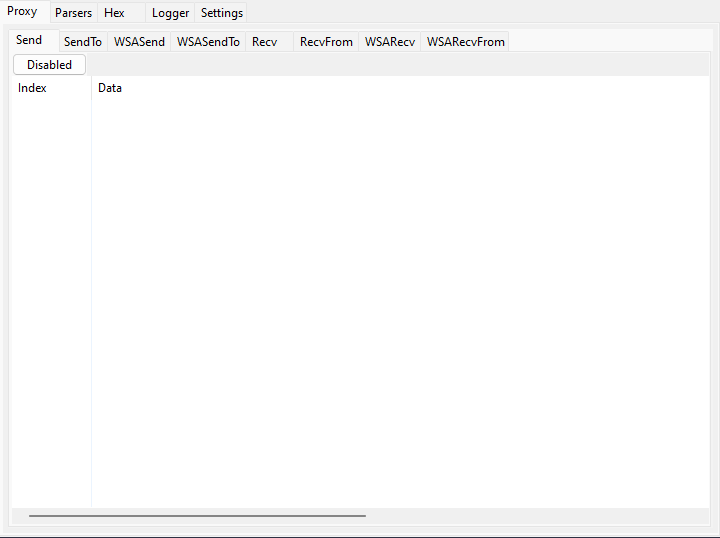 Proxy Parsers Hex Logger Settings
Send SendTo WSASend WSASendTo Recv RecvFrom WSARecv WSARecvFrom
Disabled
Index Data